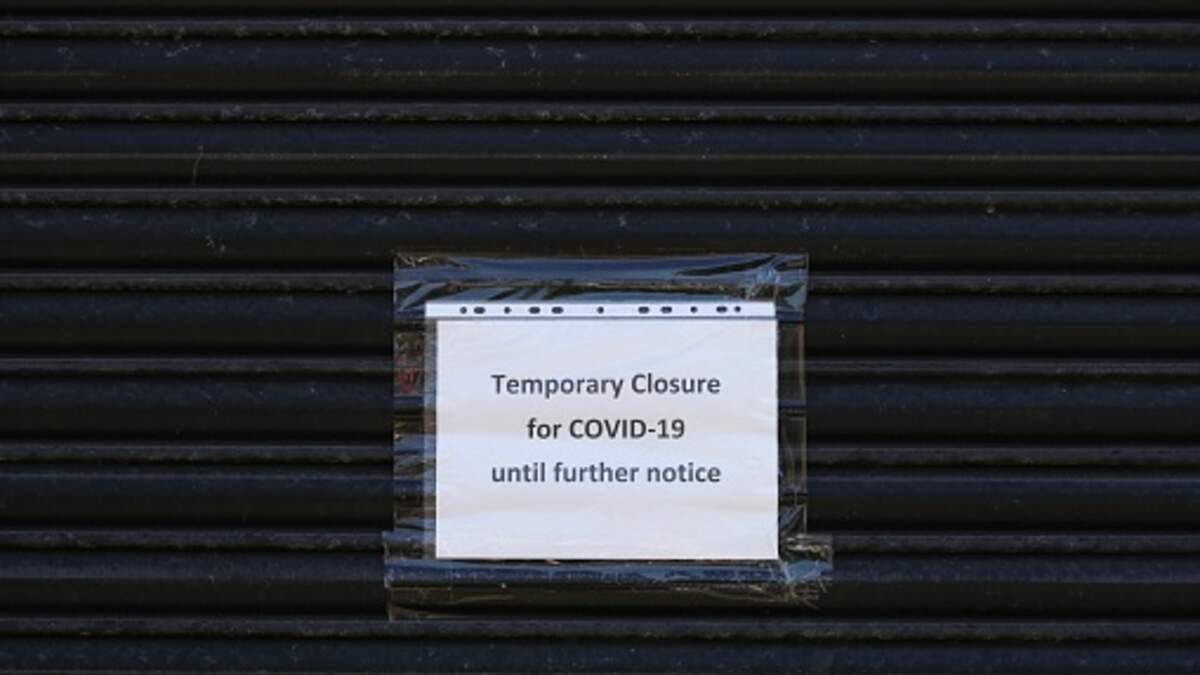 Temporary Closure
for COVID-19
until further notice